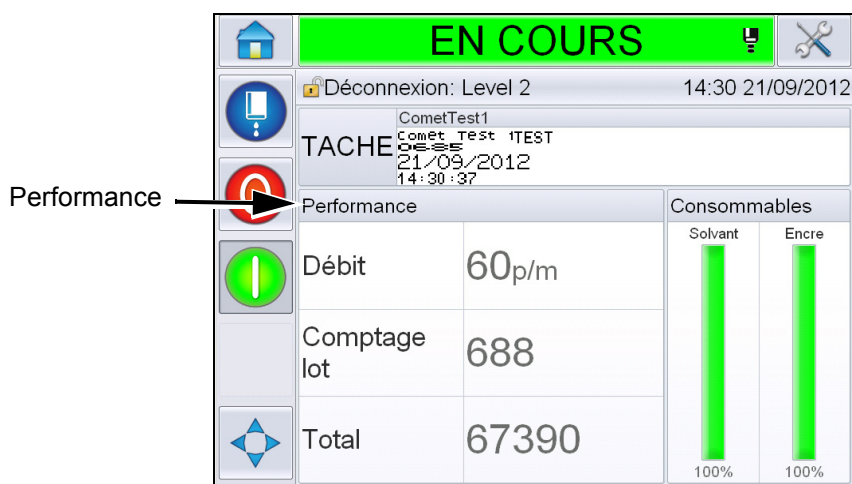 EN COURS
Déconnexion: Level 2 14:30 21/09/2012
CometTest1
TACHE
Comet Test 1TEST
21/09/2012
14:30:37
Performance
Performance Consommables
Solvant Encre
Débit 60p/m
Comptage
lot 688
Total 67390
100% 100%